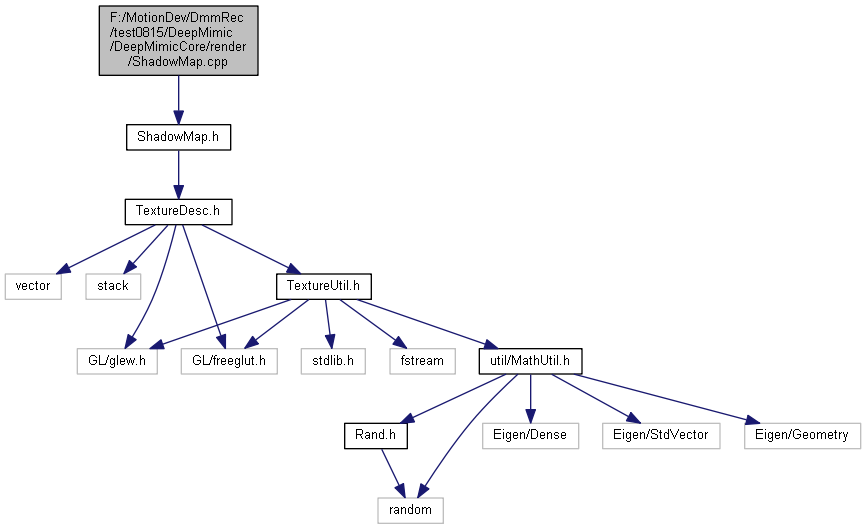 F:/MotionDev/DmmRec
/test0815/DeepMimic
/DeepMimicCore/render
/ShadowMap.cpp
ShadowMap.h
TextureDesc.h
vector
stack
TextureUtil.h
GL/glew.h
GL/freeglut.h
stdlib.h
fstream
util/MathUtil.h
Rand.h
Eigen/Dense
Eigen/StdVector
Eigen/Geometry
random